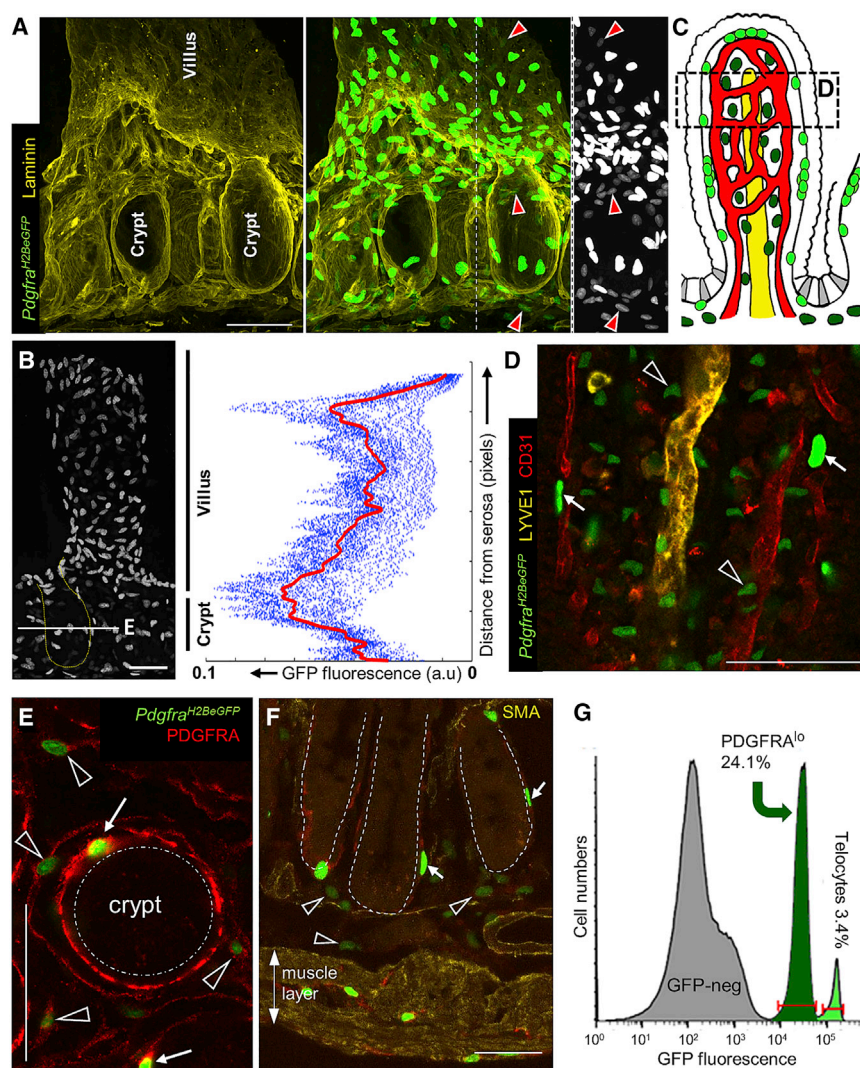 A
Pdgfra^H2BeGFP Laminin
Villus
Crypt
Crypt
C
D
B
E
Villus
Crypt
0.1
GFP fluorescence (a.u)
0
Distance from serosa (pixels)
D
Pdgfra^H2BeGFP LYVE1 CD31
E
Pdgfra^H2BeGFP
PDGFRA
crypt
F
SMA
muscle
layer
G
PDGFRA^lo
24.1%
Telocytes 3.4%
Cell numbers
GFP-neg
10^0 10^1 10^2 10^3 10^4 10^5
GFP fluorescence